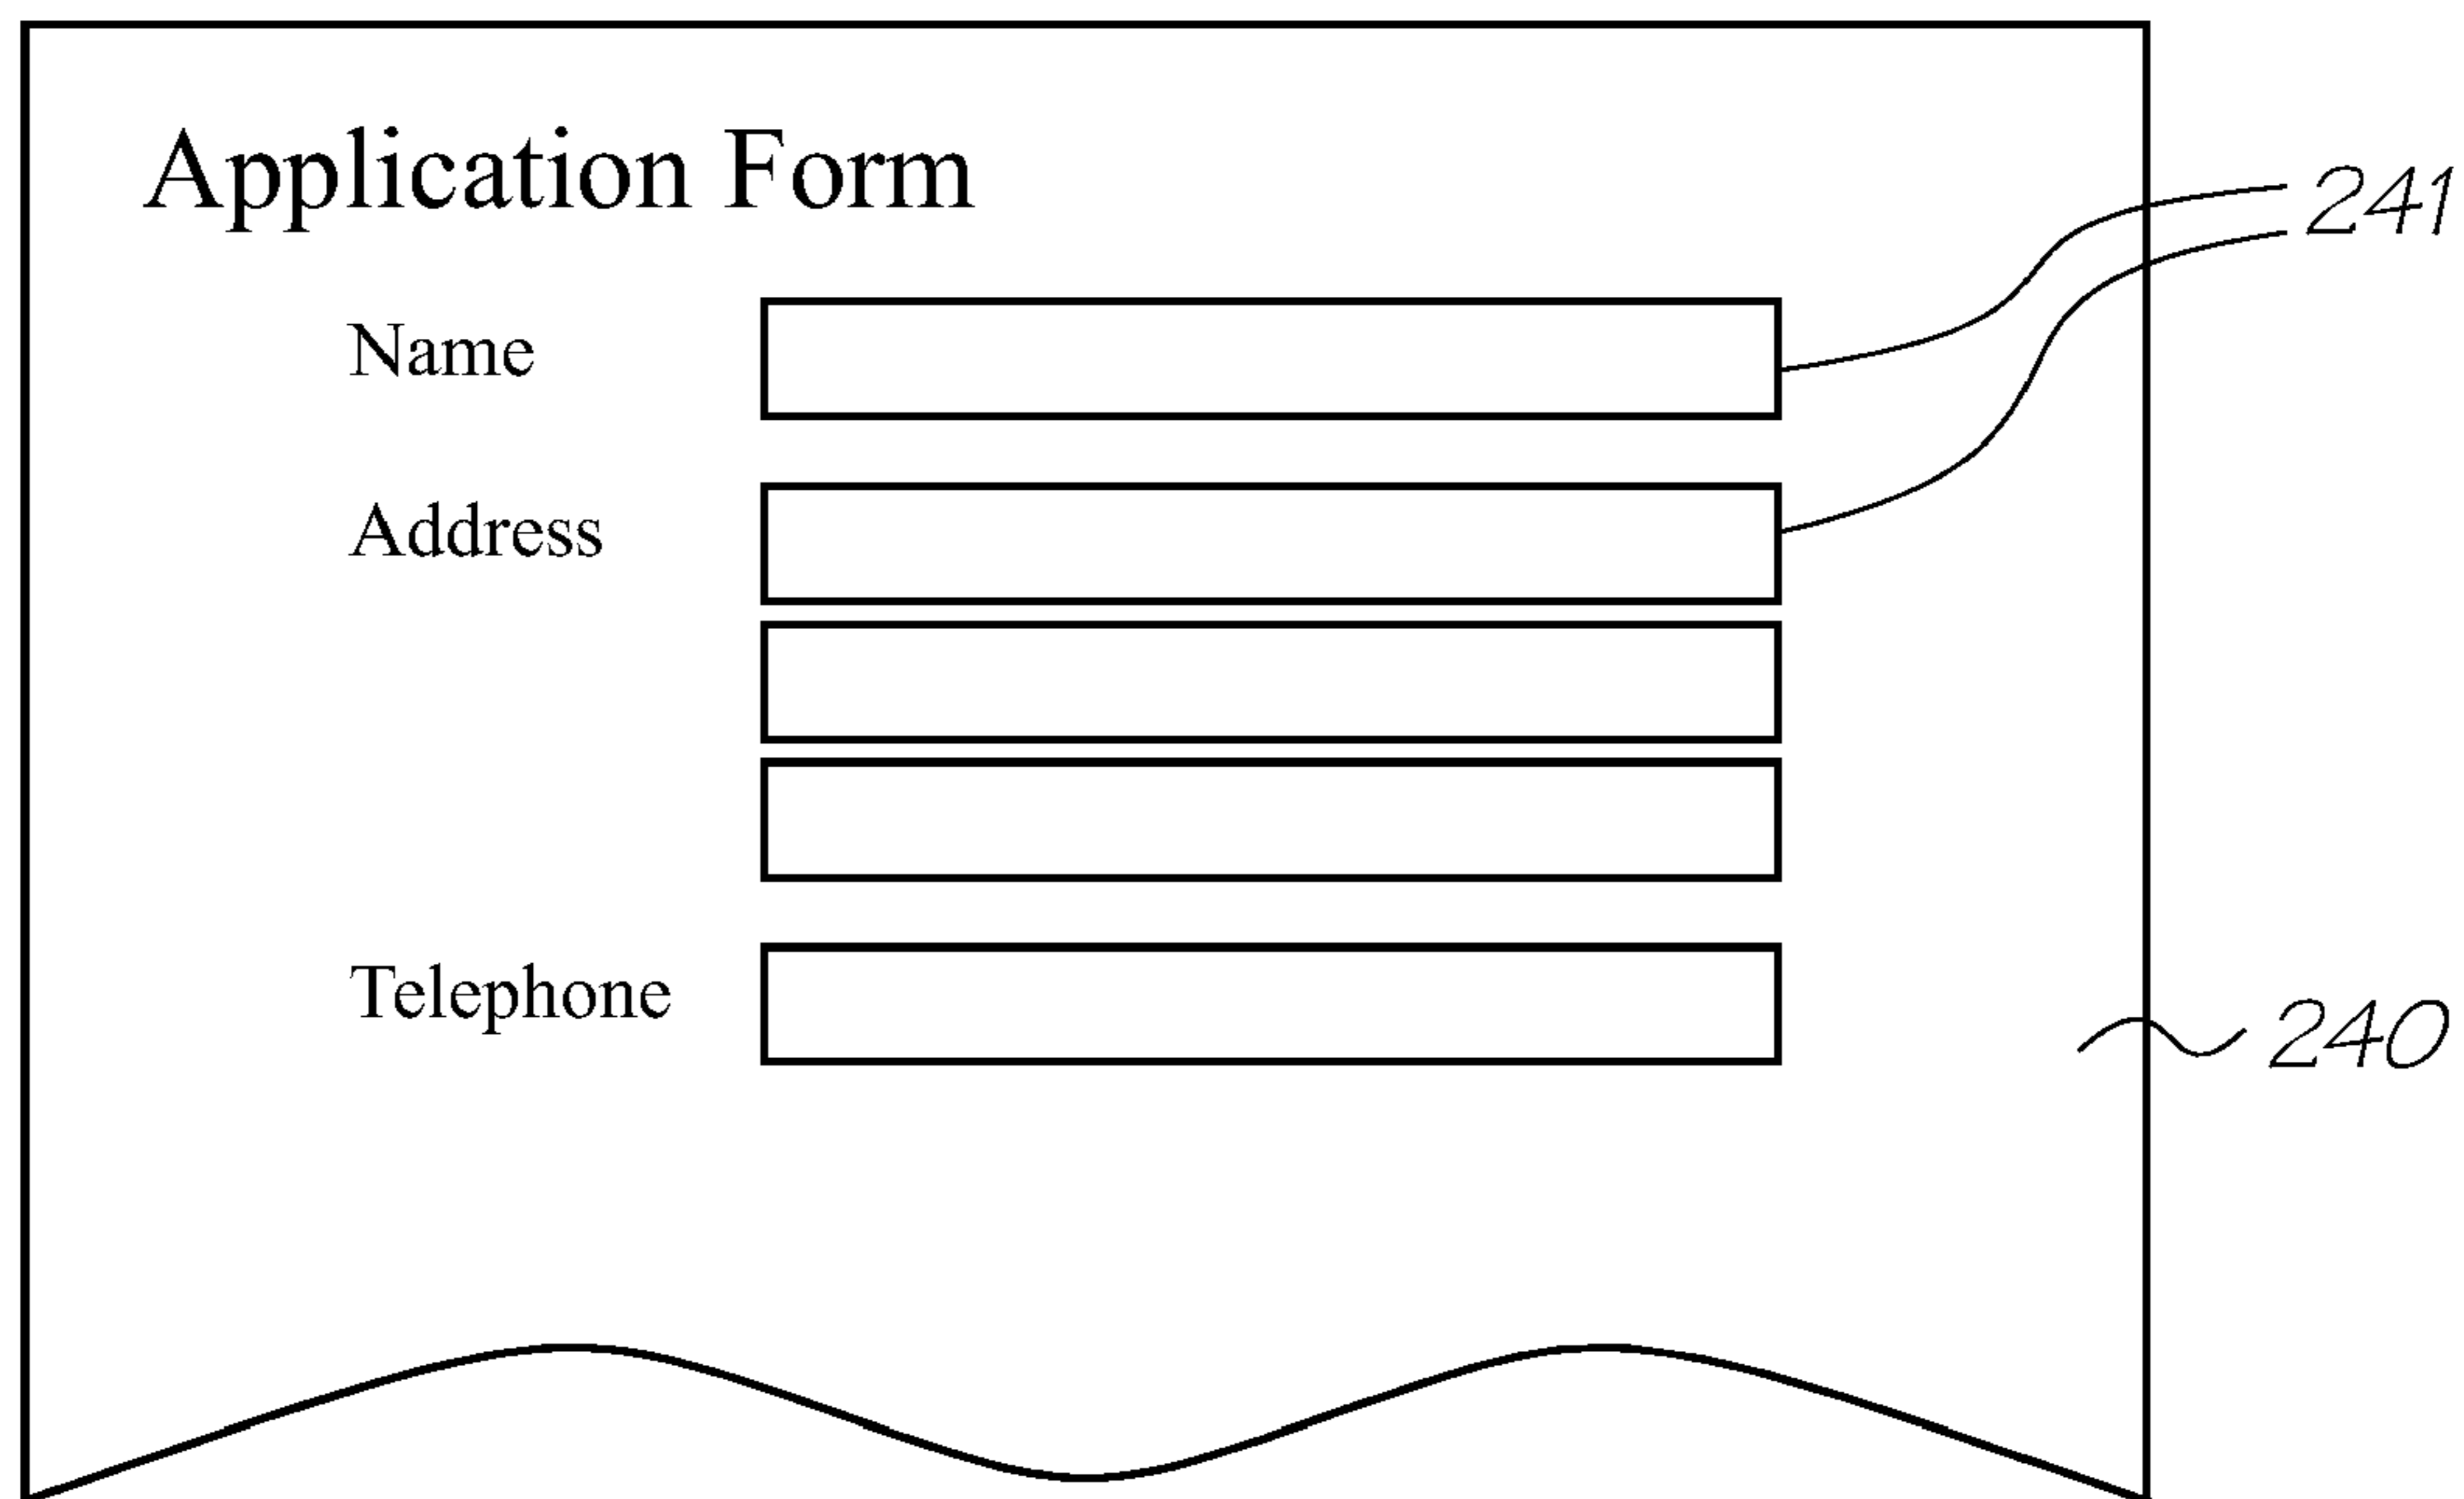 Application Form
241
Name
Address
Telephone
240